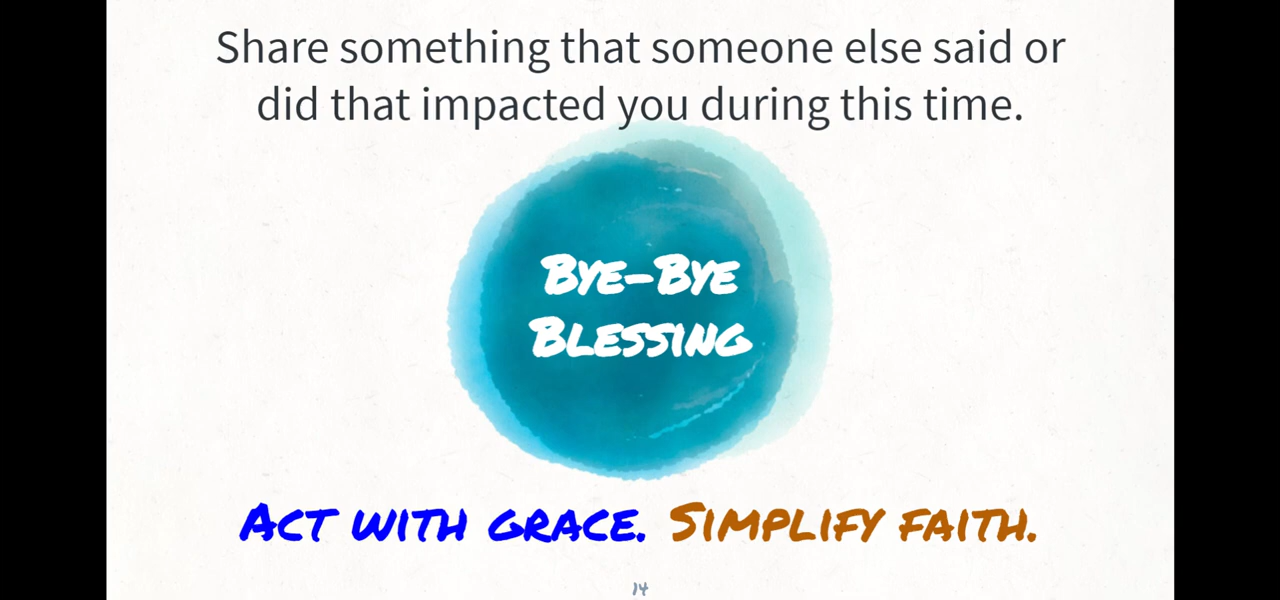 Share something that someone else said or
did that impacted you during this time.
Bye-Bye
Blessing
Act with grace. Simplify faith.
14